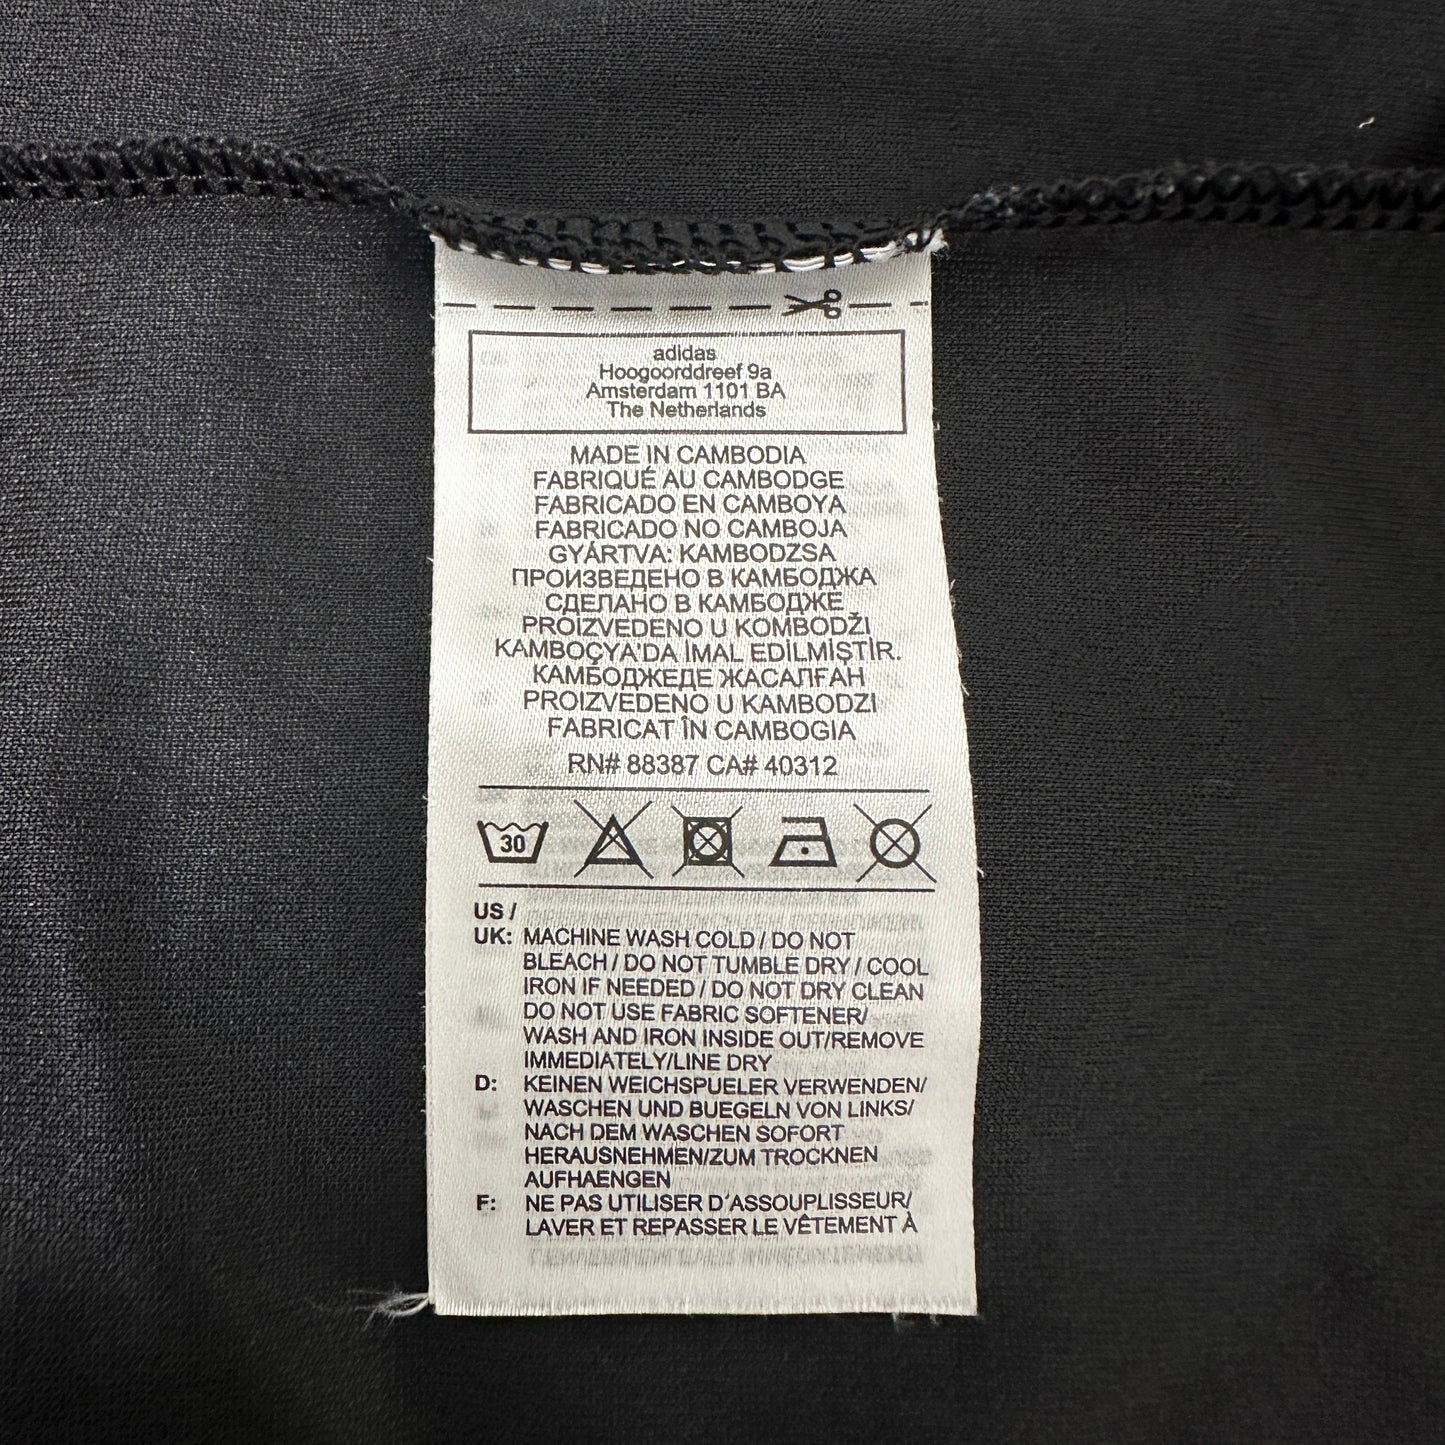 adidas
Hoogoorddreef 9a
Amsterdam 1101 BA
The Netherlands
MADE IN CAMBODIA
FABRIQUÉ AU CAMBODGE
FABRICADO EN CAMBOYA
FABRICADO NO CAMBOJA
GYÁRTVA: KAMBODZSA
ПРОИЗВЕДЕНО В КАМБОДЖА
СДЕЛАНО В КАМБОДЖЕ
PROIZVEDENO U KOMBODŽI
KAMBOÇYA'DA İMAL EDİLMİŞTİR.
КАМБОДЖЕДЕ ЖАСАЛҒАН
PROIZVEDENO U KAMBODZI
FABRICAT ÎN CAMBOGIA
RN# 88387 CA# 40312
30
US /
UK: MACHINE WASH COLD / DO NOT
BLEACH / DO NOT TUMBLE DRY / COOL
IRON IF NEEDED / DO NOT DRY CLEAN
DO NOT USE FABRIC SOFTENER/
WASH AND IRON INSIDE OUT/REMOVE
IMMEDIATELY/LINE DRY
D: KEINEN WEICHSPUELER VERWENDEN/
WASCHEN UND BUEGELN VON LINKS/
NACH DEM WASCHEN SOFORT
HERAUSNEHMEN/ZUM TROCKNEN
AUFHAENGEN
F: NE PAS UTILISER D´ASSOUPLISSEUR/
LAVER ET REPASSER LE VÊTEMENT À